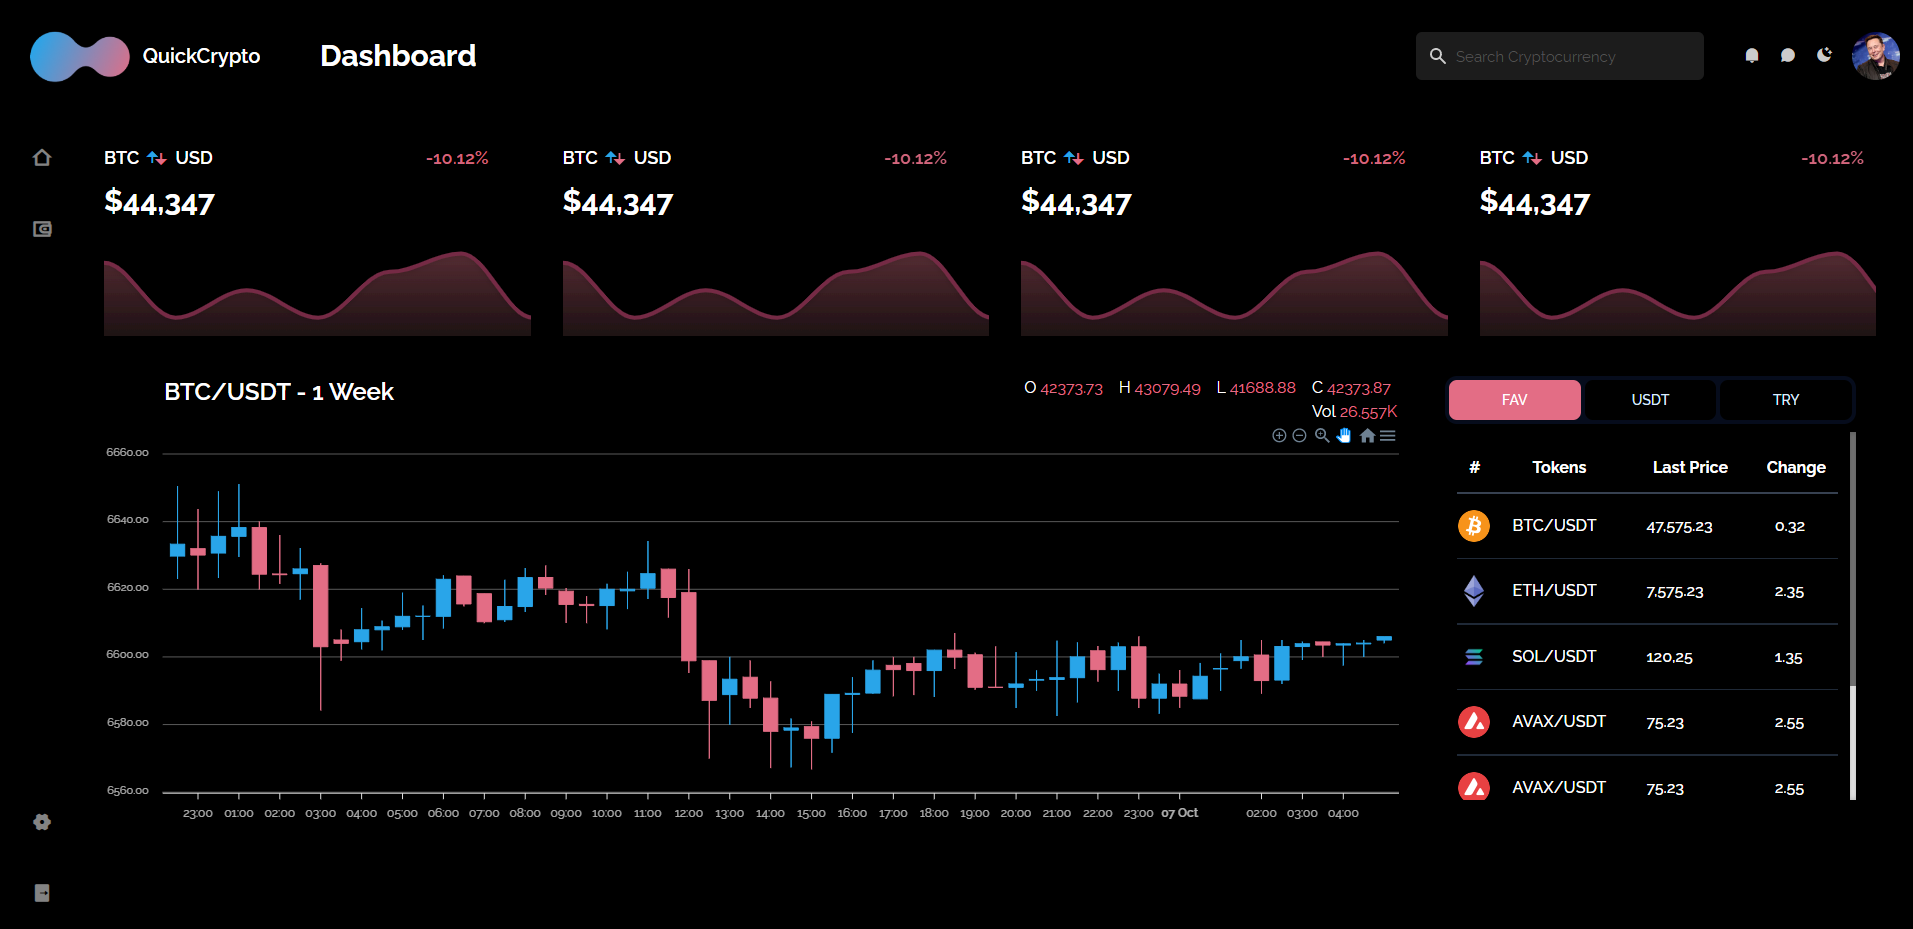 QuickCrypto
Dashboard
Search Cryptocurrency
BTC USD -10.12%
$44,347
BTC USD -10.12%
$44,347
BTC USD -10.12%
$44,347
BTC USD -10.12%
$44,347
BTC/USDT - 1 Week
O 42373.73 H 43079.49 L 41688.88 C 42373.87
Vol 26.557K
6660.00
6640.00
6620.00
6600.00
6580.00
6560.00
23:00 01:00 02:00 03:00 04:00 05:00 06:00 07:00 08:00 09:00 10:00 11:00 12:00 13:00 14:00 15:00 16:00 17:00 18:00 19:00 20:00 21:00 22:00 23:00 07 Oct 02:00 03:00 04:00
FAV USDT TRY
# Tokens Last Price Change
BTC/USDT 47,575.23 0.32
ETH/USDT 7,575.23 2.35
SOL/USDT 120,25 1.35
AVAX/USDT 75.23 2.55
AVAX/USDT 75.23 2.55